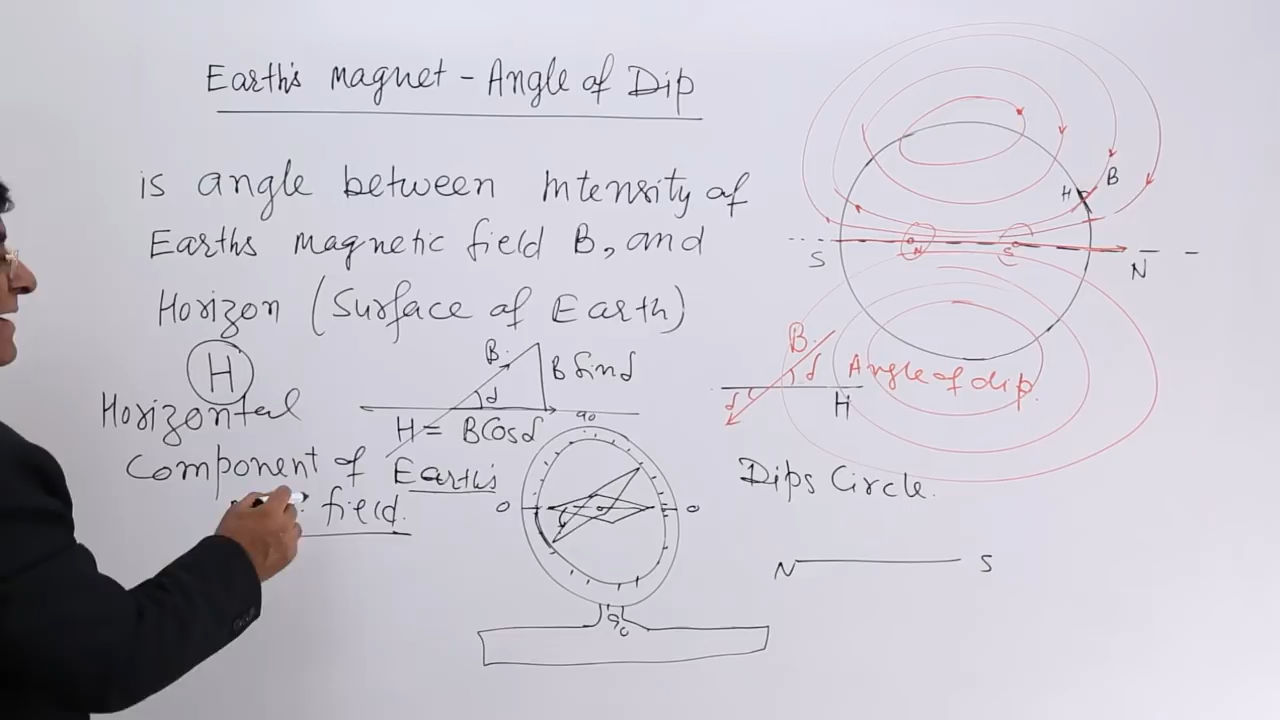 Earth's magnet - Angle of Dip
is angle between Intensity of
Earths magnetic field B, and
Horizon (Surface of Earth)
H
Horizontal
Component of Earth's
field.
B
d
B Sin d
H = B Cos d
90
0
0
90
H
B
S
N
N
S
B
d
d
H
Angle of dip.
Dips Circle.
N
S